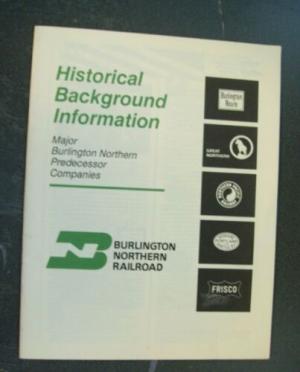 Historical
Background
Information
Major
Burlington Northern
Predecessor
Companies
BURLINGTON
NORTHERN
RAILROAD
Burlington
Route
GREAT
NORTHERN
FRISCO